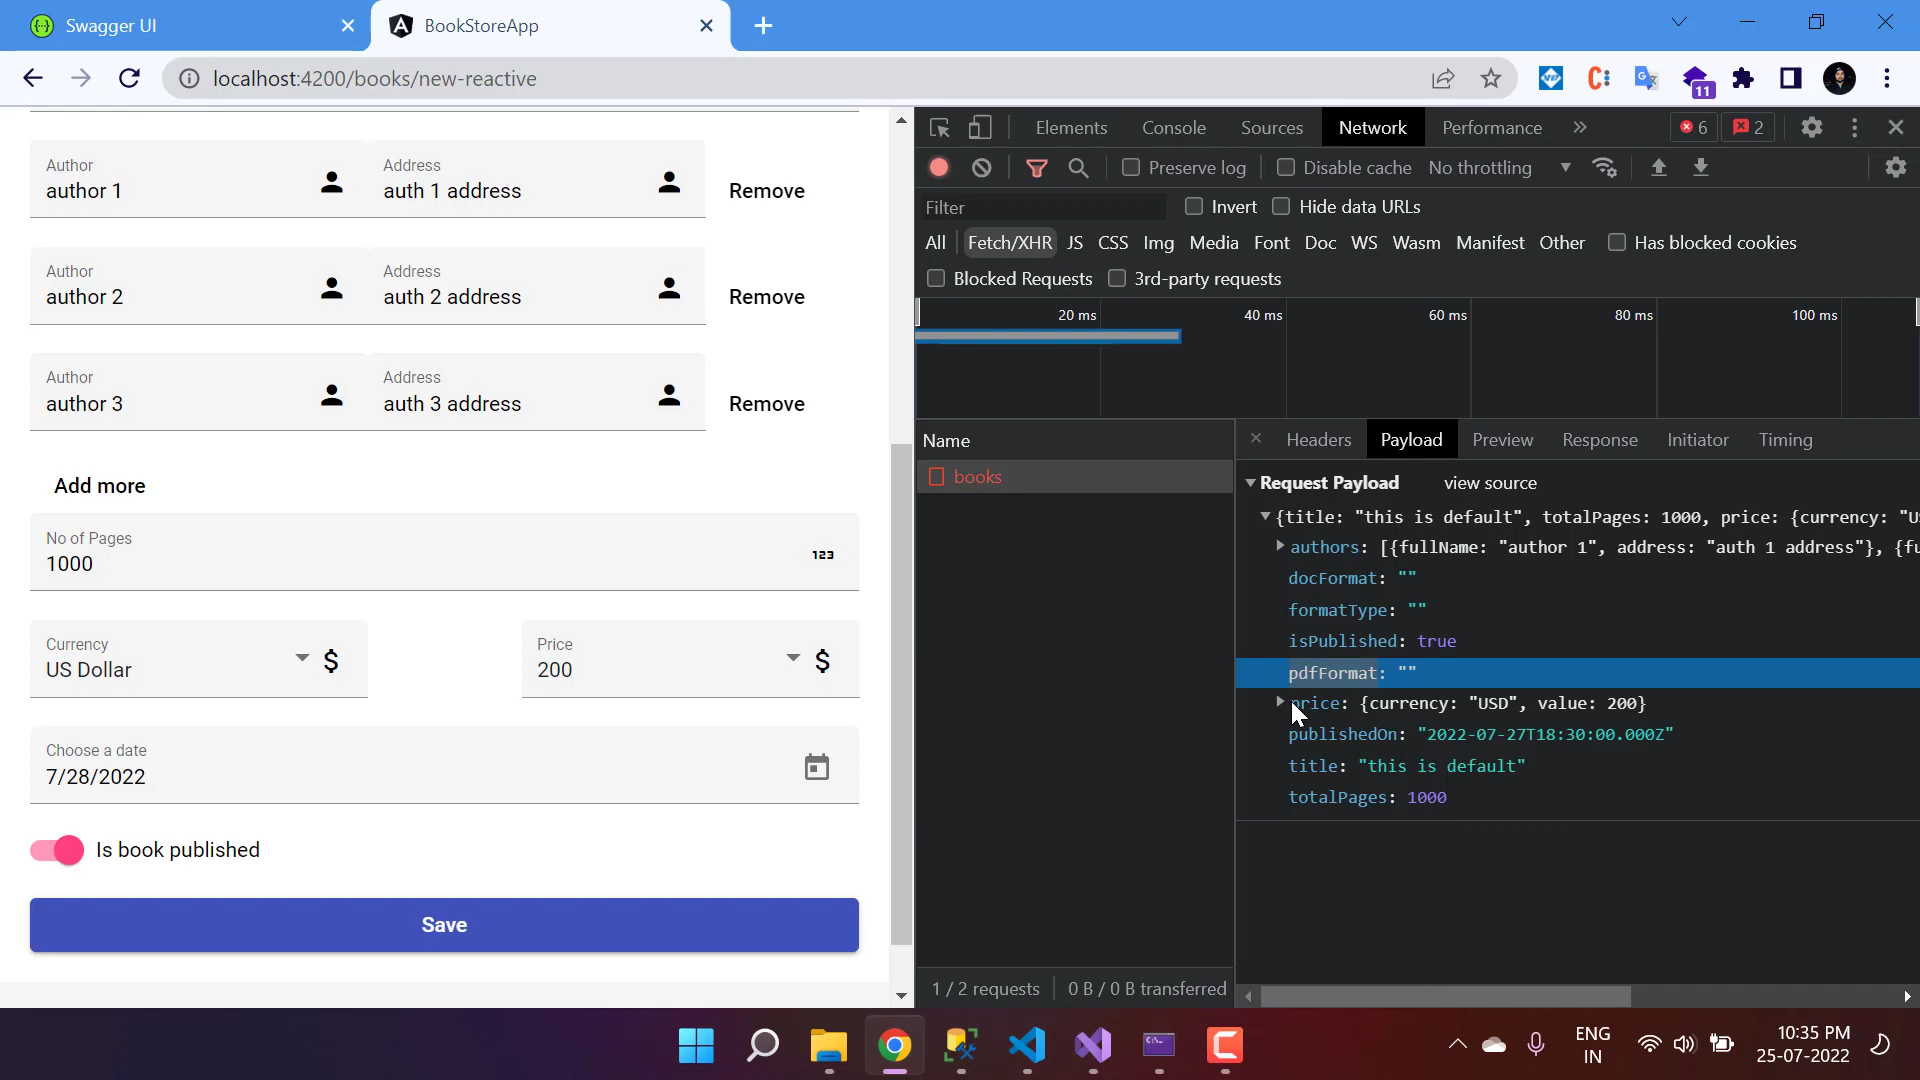 Swagger UI
BookStoreApp
localhost:4200/books/new-reactive
11
Author
author 1
Address
auth 1 address
Remove
Author
author 2
Address
auth 2 address
Remove
Author
author 3
Address
auth 3 address
Remove
Add more
No of Pages
1000
123
Currency
US Dollar
$
Price
200
$
Choose a date
7/28/2022
Is book published
Save
Elements Console Sources Network Performance
6
2
Preserve log Disable cache No throttling
Filter
Invert Hide data URLs
All Fetch/XHR JS CSS Img Media Font Doc WS Wasm Manifest Other Has blocked cookies
Blocked Requests 3rd-party requests
20 ms 40 ms 60 ms 80 ms 100 ms
Name
books
Headers Payload Preview Response Initiator Timing
Request Payload view source
{title: "this is default", totalPages: 1000, price: {currency: "US
authors: [{fullName: "author 1", address: "auth 1 address"}, {fu
docFormat: ""
formatType: ""
isPublished: true
pdfFormat: ""
price: {currency: "USD", value: 200}
publishedOn: "2022-07-27T18:30:00.000Z"
title: "this is default"
totalPages: 1000
1 / 2 requests 0 B / 0 B transferred
ENG
IN
10:35 PM
25-07-2022